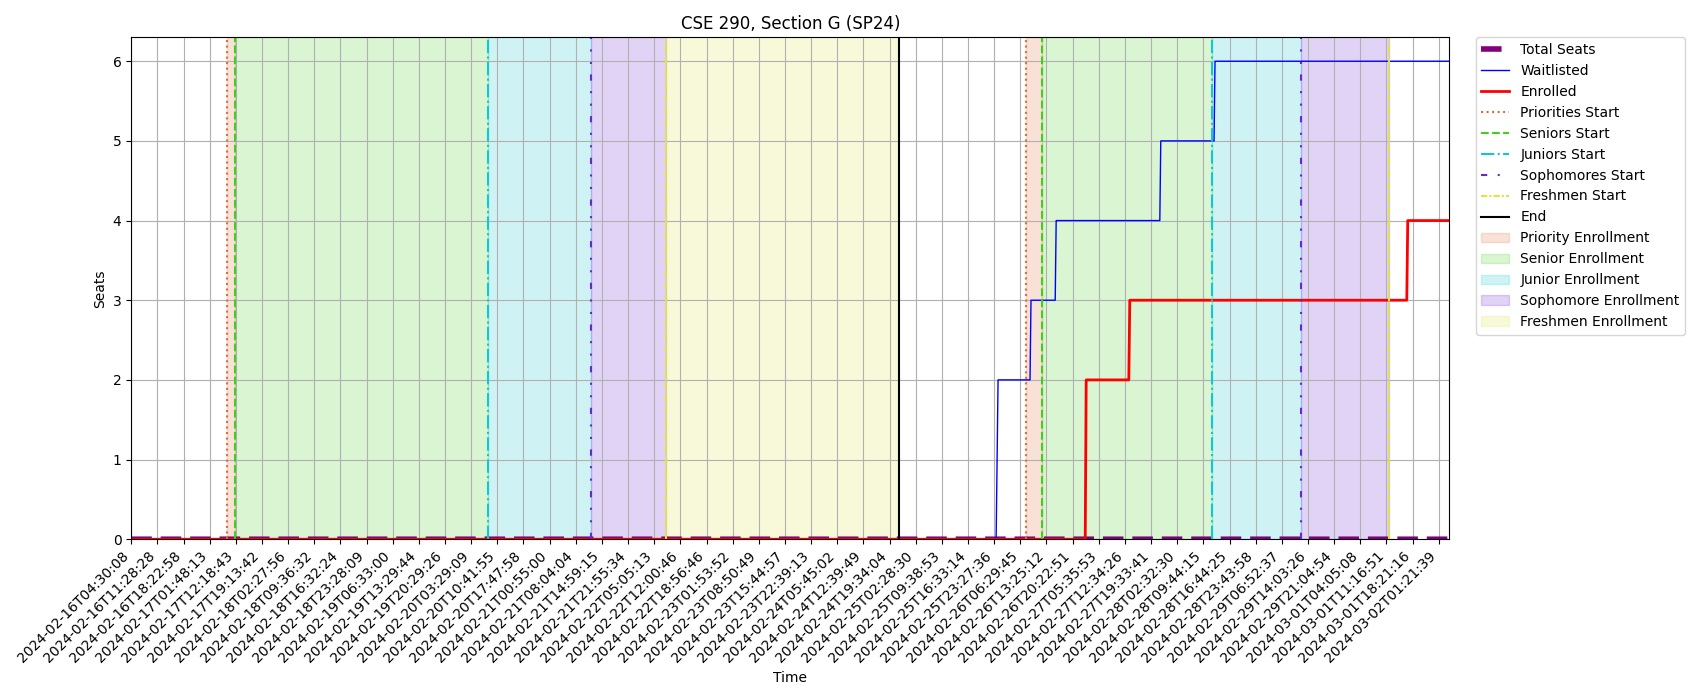 CSE 290, Section G (SP24)
Seats
6
5
4
3
2
1
0
2024-02-16T04:30:08
2024-02-16T11:28:28
2024-02-16T18:22:58
2024-02-17T01:48:13
2024-02-17T12:18:43
2024-02-17T19:13:42
2024-02-18T02:27:56
2024-02-18T09:36:32
2024-02-18T16:32:24
2024-02-18T23:28:09
2024-02-19T06:33:00
2024-02-19T13:29:44
2024-02-19T20:29:26
2024-02-20T03:29:09
2024-02-20T10:41:55
2024-02-20T17:47:58
2024-02-21T00:55:00
2024-02-21T08:04:04
2024-02-21T14:59:15
2024-02-21T21:55:34
2024-02-22T05:05:13
2024-02-22T12:00:46
2024-02-22T18:56:46
2024-02-23T01:53:52
2024-02-23T08:50:49
2024-02-23T15:44:57
2024-02-23T22:39:13
2024-02-24T05:45:02
2024-02-24T12:39:49
2024-02-24T19:34:04
2024-02-25T02:28:30
2024-02-25T09:38:53
2024-02-25T16:33:14
2024-02-25T23:27:36
2024-02-26T06:29:45
2024-02-26T13:25:12
2024-02-26T20:22:51
2024-02-27T05:35:53
2024-02-27T12:34:26
2024-02-27T19:33:41
2024-02-28T02:32:30
2024-02-28T09:44:15
2024-02-28T16:44:25
2024-02-28T23:43:58
2024-02-29T06:52:37
2024-02-29T14:03:26
2024-02-29T21:04:54
2024-03-01T04:05:08
2024-03-01T11:16:51
2024-03-01T18:21:16
2024-03-02T01:21:39
Time
Total Seats
Waitlisted
Enrolled
Priorities Start
Seniors Start
Juniors Start
Sophomores Start
Freshmen Start
End
Priority Enrollment
Senior Enrollment
Junior Enrollment
Sophomore Enrollment
Freshmen Enrollment